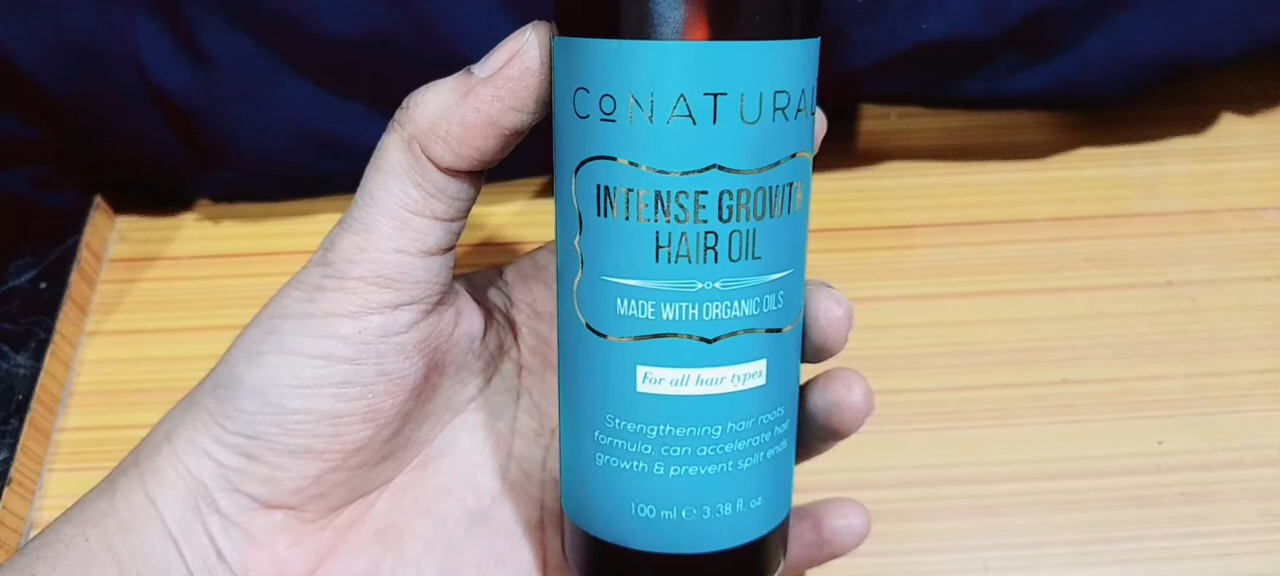 CoNATURAL
INTENSE GROWTH
HAIR OIL
MADE WITH ORGANIC OILS
For all hair types
Strengthening hair roots
formula, can accelerate hair
growth & prevent split ends
100 ml ℮ 3.38 fl. oz.